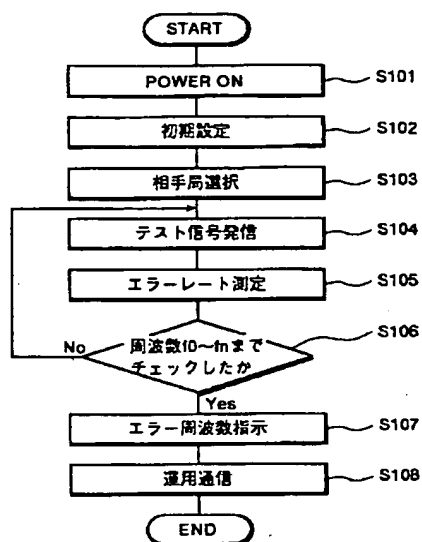 START
POWER ON
S101
初期設定
S102
相手局選択
S103
テスト信号発信
S104
エラーレート測定
S105
周波数f0〜fnまで
チェックしたか
S106
No
Yes
エラー周波数指示
S107
運用通信
S108
END